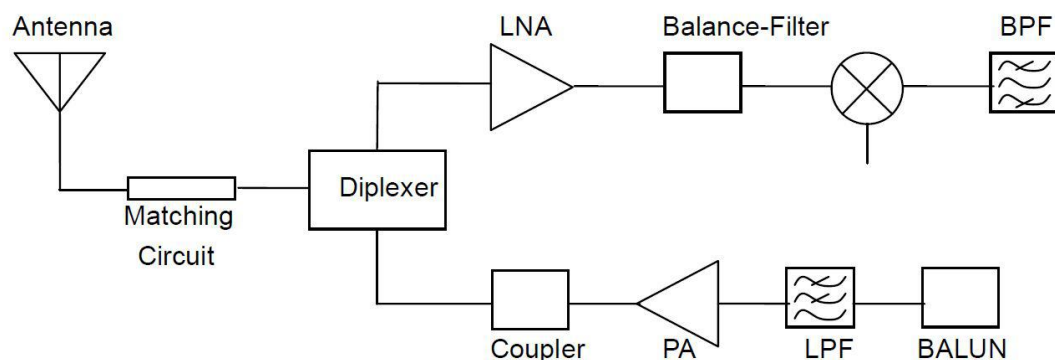 Antenna
LNA
Balance-Filter
BPF
Diplexer
Matching
Circuit
Coupler
PA
LPF
BALUN